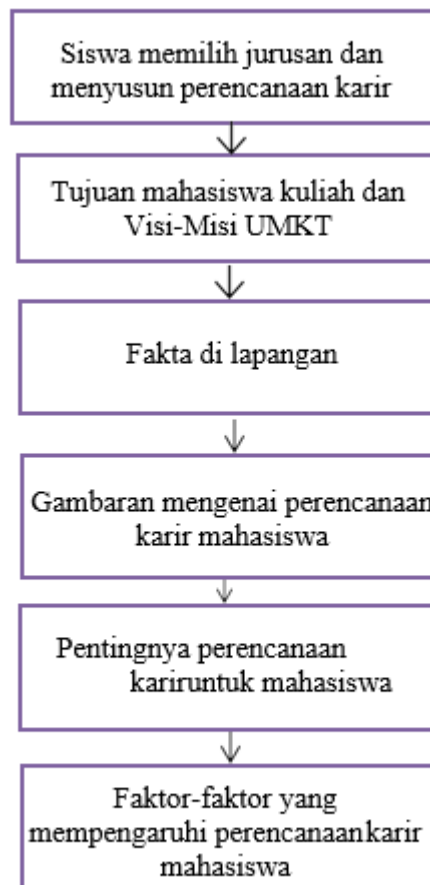 Siswa memilih jurusan dan
menyusun perencanaan karir
Tujuan mahasiswa kuliah dan
Visi-Misi UMKT
Fakta di lapangan
Gambaran mengenai perencanaan
karir mahasiswa
Pentingnya perencanaan
kariruntuk mahasiswa
Faktor-faktor yang
mempengaruhi perencanaankarir
mahasiswa